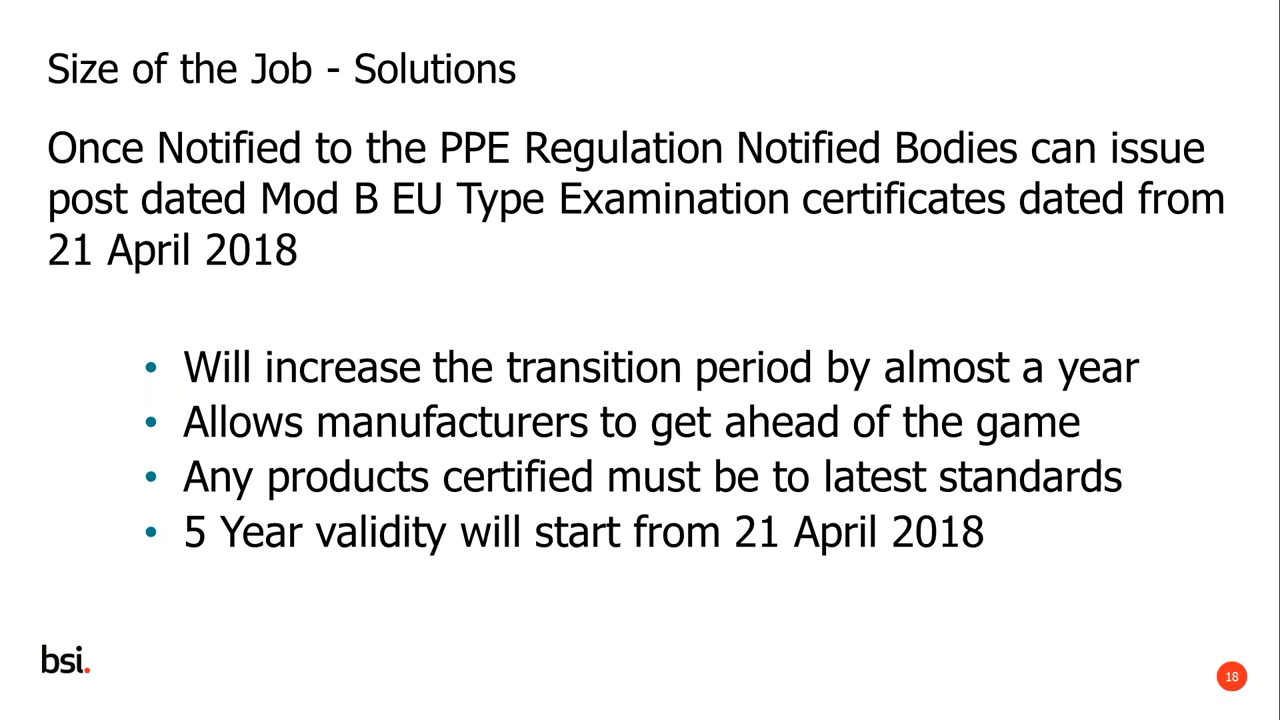 Size of the Job - Solutions
Once Notified to the PPE Regulation Notified Bodies can issue
post dated Mod B EU Type Examination certificates dated from
21 April 2018
• Will increase the transition period by almost a year
• Allows manufacturers to get ahead of the game
• Any products certified must be to latest standards
• 5 Year validity will start from 21 April 2018
bsi.
18